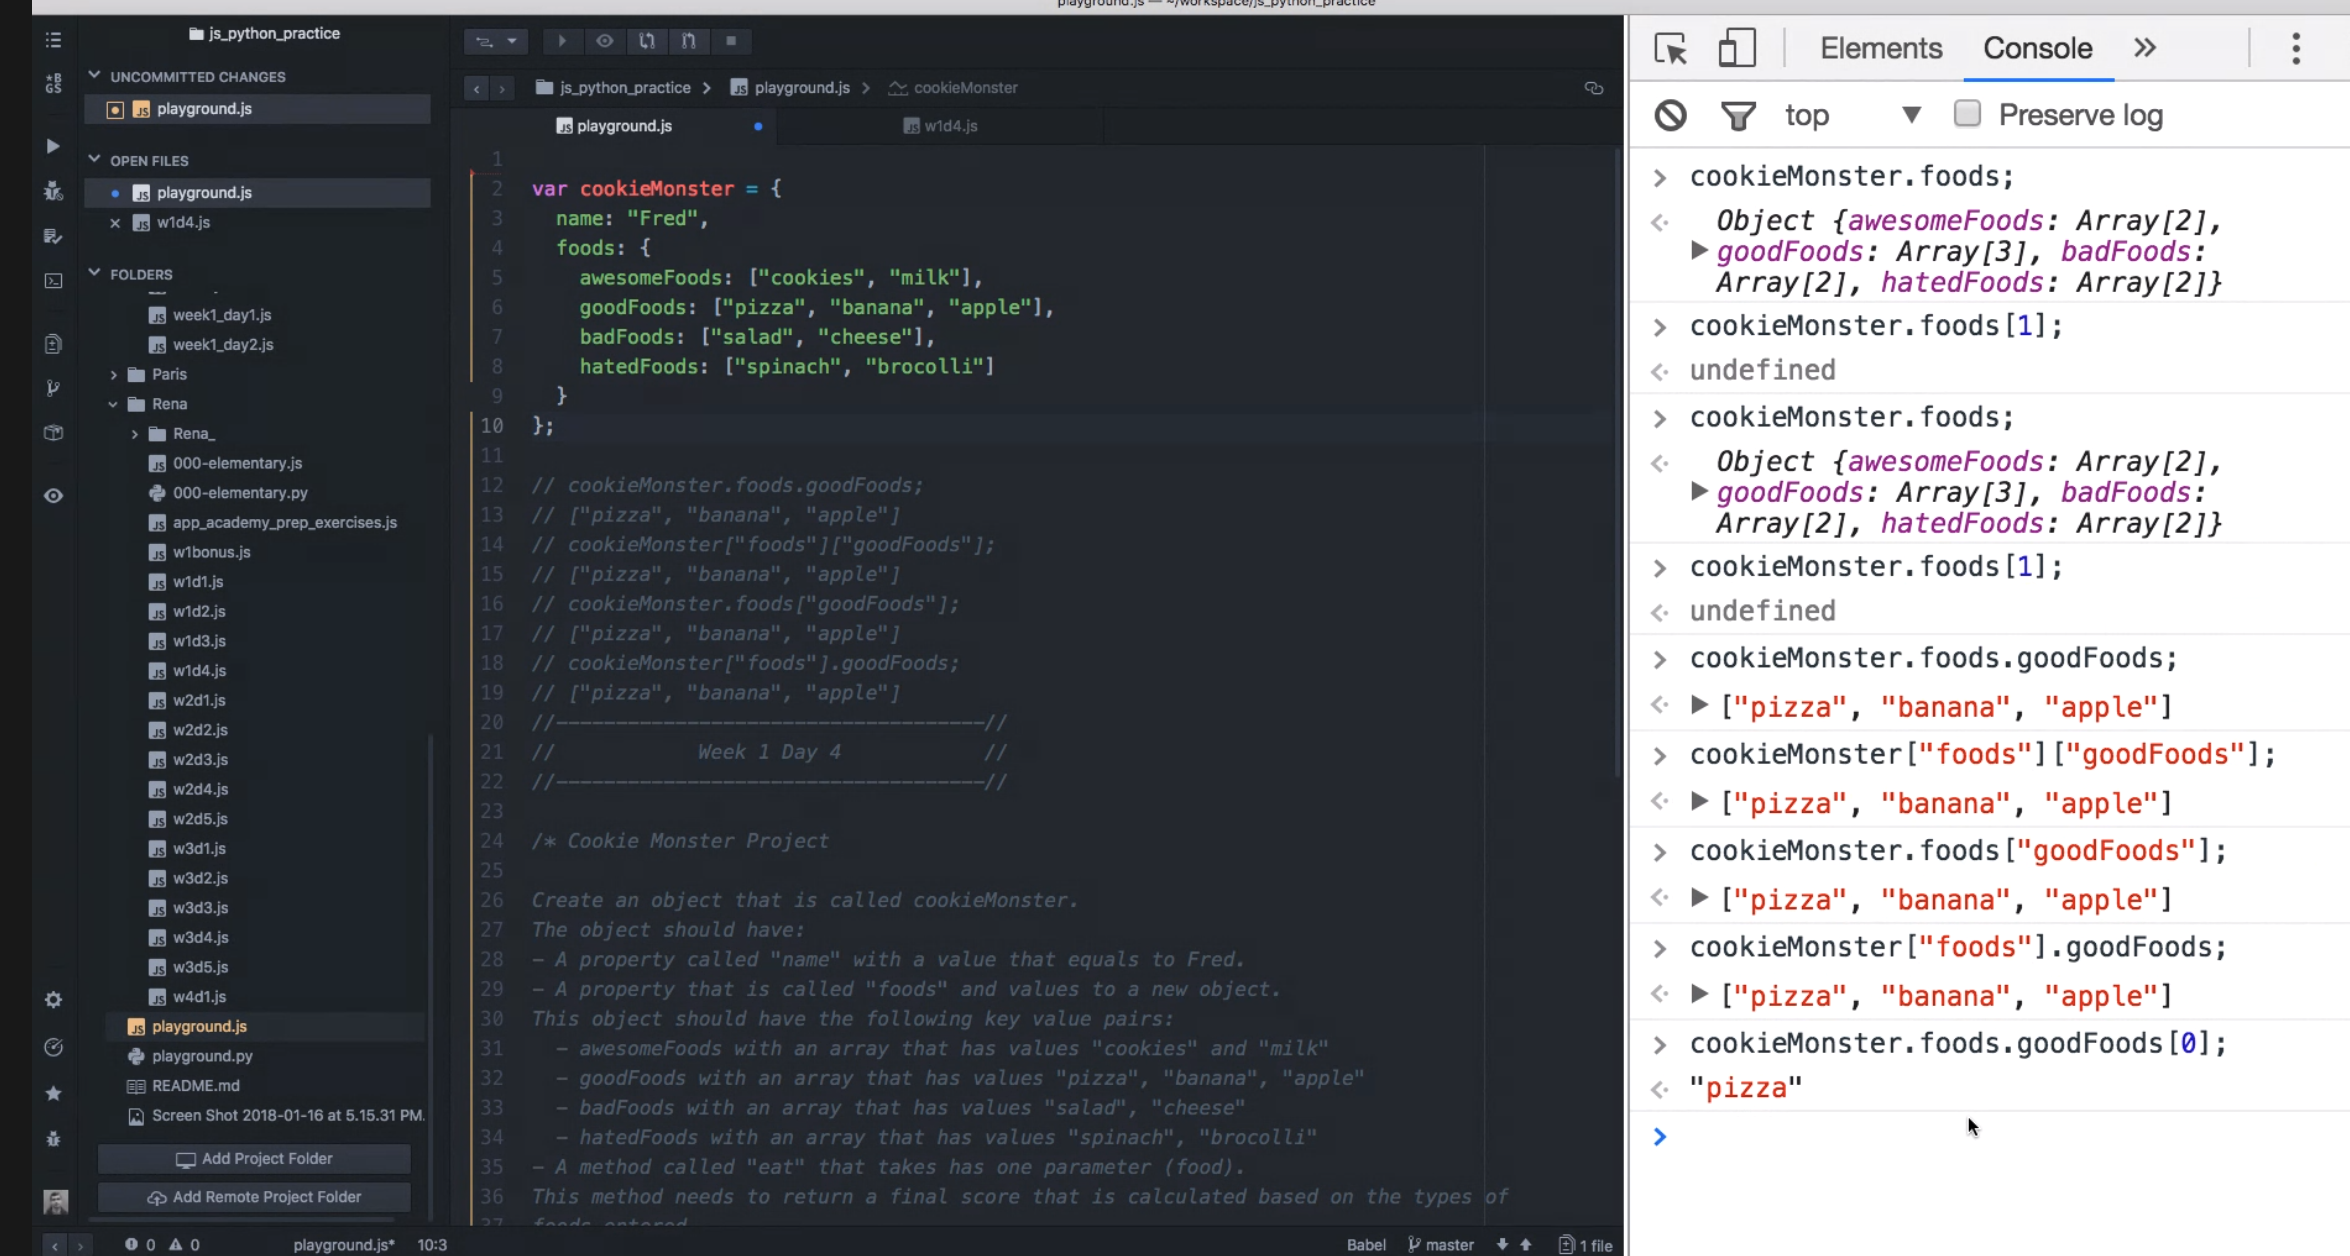 playground.js — ~/workspace/js_python_practice
js_python_practice
UNCOMMITTED CHANGES
playground.js
OPEN FILES
playground.js
w1d4.js
FOLDERS
week1_day1.js
week1_day2.js
Paris
Rena
Rena_
000-elementary.js
000-elementary.py
app_academy_prep_exercises.js
w1bonus.js
w1d1.js
w1d2.js
w1d3.js
w1d4.js
w2d1.js
w2d2.js
w2d3.js
w2d4.js
w2d5.js
w3d1.js
w3d2.js
w3d3.js
w3d4.js
w3d5.js
w4d1.js
playground.js
playground.py
README.md
Screen Shot 2018-01-16 at 5.15.31 PM.
Add Project Folder
Add Remote Project Folder
js_python_practice > playground.js > cookieMonster
playground.js w1d4.js
1
2 var cookieMonster = {
3 name: "Fred",
4 foods: {
5 awesomeFoods: ["cookies", "milk"],
6 goodFoods: ["pizza", "banana", "apple"],
7 badFoods: ["salad", "cheese"],
8 hatedFoods: ["spinach", "brocolli"]
9 }
10 };
11
12 // cookieMonster.foods.goodFoods;
13 // ["pizza", "banana", "apple"]
14 // cookieMonster["foods"]["goodFoods"];
15 // ["pizza", "banana", "apple"]
16 // cookieMonster.foods["goodFoods"];
17 // ["pizza", "banana", "apple"]
18 // cookieMonster["foods"].goodFoods;
19 // ["pizza", "banana", "apple"]
20 //------------------------------------//
21 // Week 1 Day 4 //
22 //------------------------------------//
23
24 /* Cookie Monster Project
25
26 Create an object that is called cookieMonster.
27 The object should have:
28 - A property called "name" with a value that equals to Fred.
29 - A property that is called "foods" and values to a new object.
30 This object should have the following key value pairs:
31 - awesomeFoods with an array that has values "cookies" and "milk"
32 - goodFoods with an array that has values "pizza", "banana", "apple"
33 - badFoods with an array that has values "salad", "cheese"
34 - hatedFoods with an array that has values "spinach", "brocolli"
35 - A method called "eat" that takes has one parameter (food).
36 This method needs to return a final score that is calculated based on the types of
37 foods entered
0 0 playground.js* 10:3 Babel master 1 file
Elements Console »
top Preserve log
> cookieMonster.foods;
Object {awesomeFoods: Array[2],
goodFoods: Array[3], badFoods:
Array[2], hatedFoods: Array[2]}
> cookieMonster.foods[1];
undefined
> cookieMonster.foods;
Object {awesomeFoods: Array[2],
goodFoods: Array[3], badFoods:
Array[2], hatedFoods: Array[2]}
> cookieMonster.foods[1];
undefined
> cookieMonster.foods.goodFoods;
["pizza", "banana", "apple"]
> cookieMonster["foods"]["goodFoods"];
["pizza", "banana", "apple"]
> cookieMonster.foods["goodFoods"];
["pizza", "banana", "apple"]
> cookieMonster["foods"].goodFoods;
["pizza", "banana", "apple"]
> cookieMonster.foods.goodFoods[0];
"pizza"
>